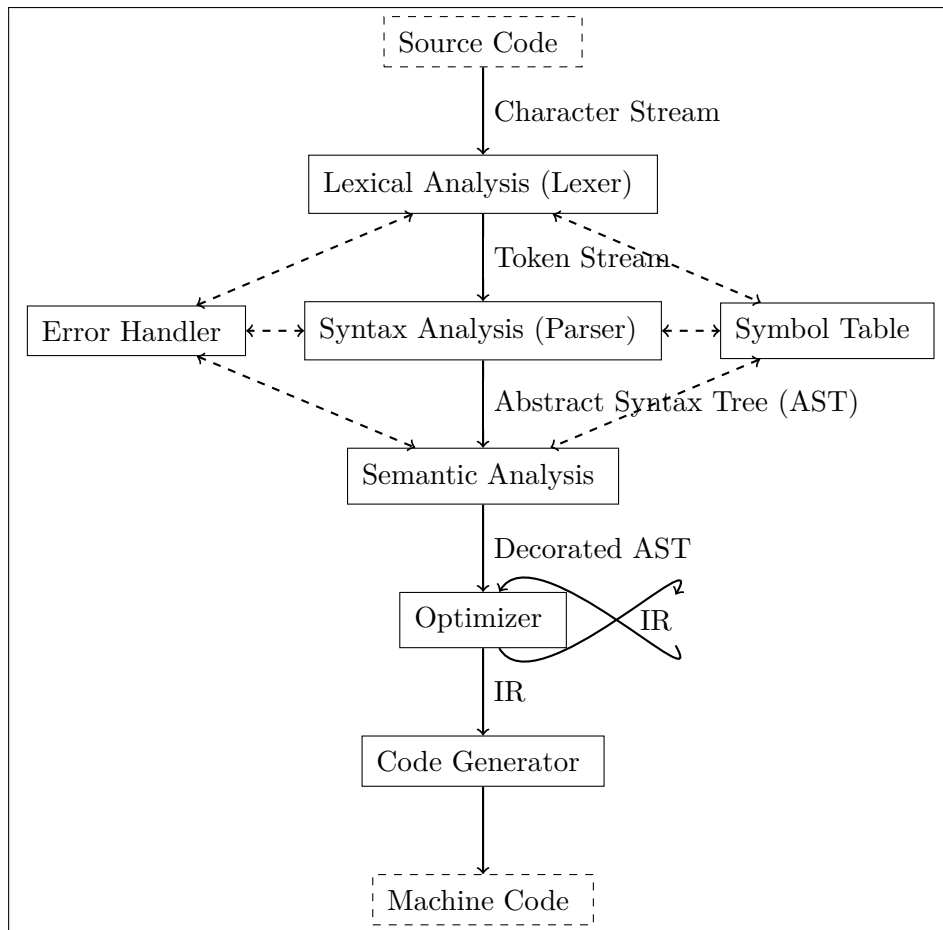 Source Code
Character Stream
Lexical Analysis (Lexer)
Token Stream
Error Handler
Syntax Analysis (Parser)
Symbol Table
Abstract Syntax Tree (AST)
Semantic Analysis
Decorated AST
Optimizer
IR
IR
Code Generator
Machine Code